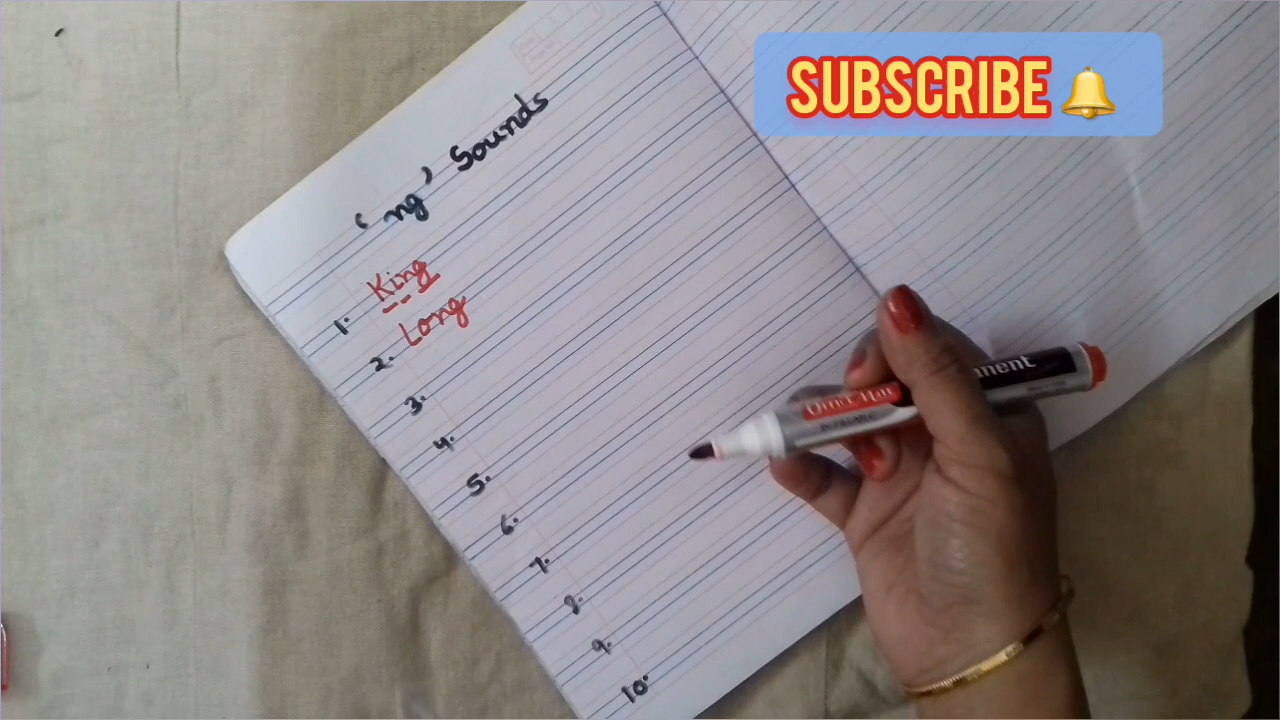 SUBSCRIBE
'ng' Sounds
1. King
2. Long
3.
4.
5.
6.
7.
8.
9.
10.